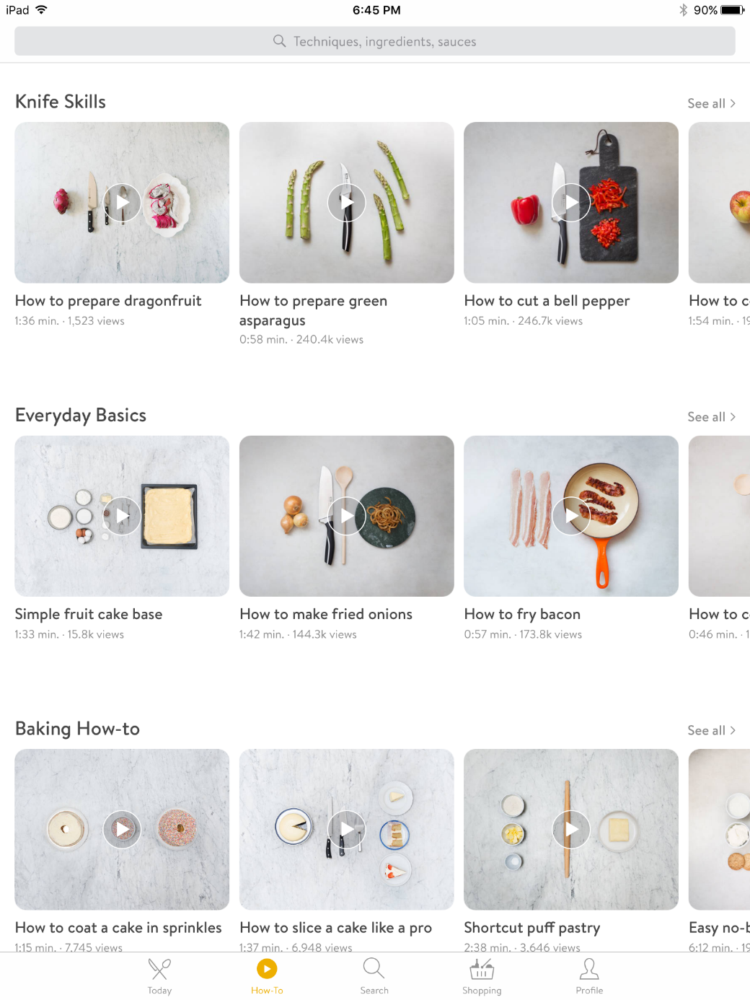 iPad 6:45 PM 90%
Techniques, ingredients, sauces
Knife Skills See all
How to prepare dragonfruit
1:36 min. · 1,523 views
How to prepare green
asparagus
0:58 min. · 240.4k views
How to cut a bell pepper
1:05 min. · 246.7k views
How to c
1:54 min. · 19
Everyday Basics See all
Simple fruit cake base
1:33 min. · 15.8k views
How to make fried onions
1:42 min. · 144.3k views
How to fry bacon
0:57 min. · 173.8k views
How to c
0:46 min. · 1
Baking How-to See all
How to coat a cake in sprinkles
1:15 min. · 7,745 views
How to slice a cake like a pro
1:37 min. · 6,948 views
Shortcut puff pastry
2:38 min. · 3,646 views
Easy no-b
6:12 min. · 19
Today How-To Search Shopping Profile